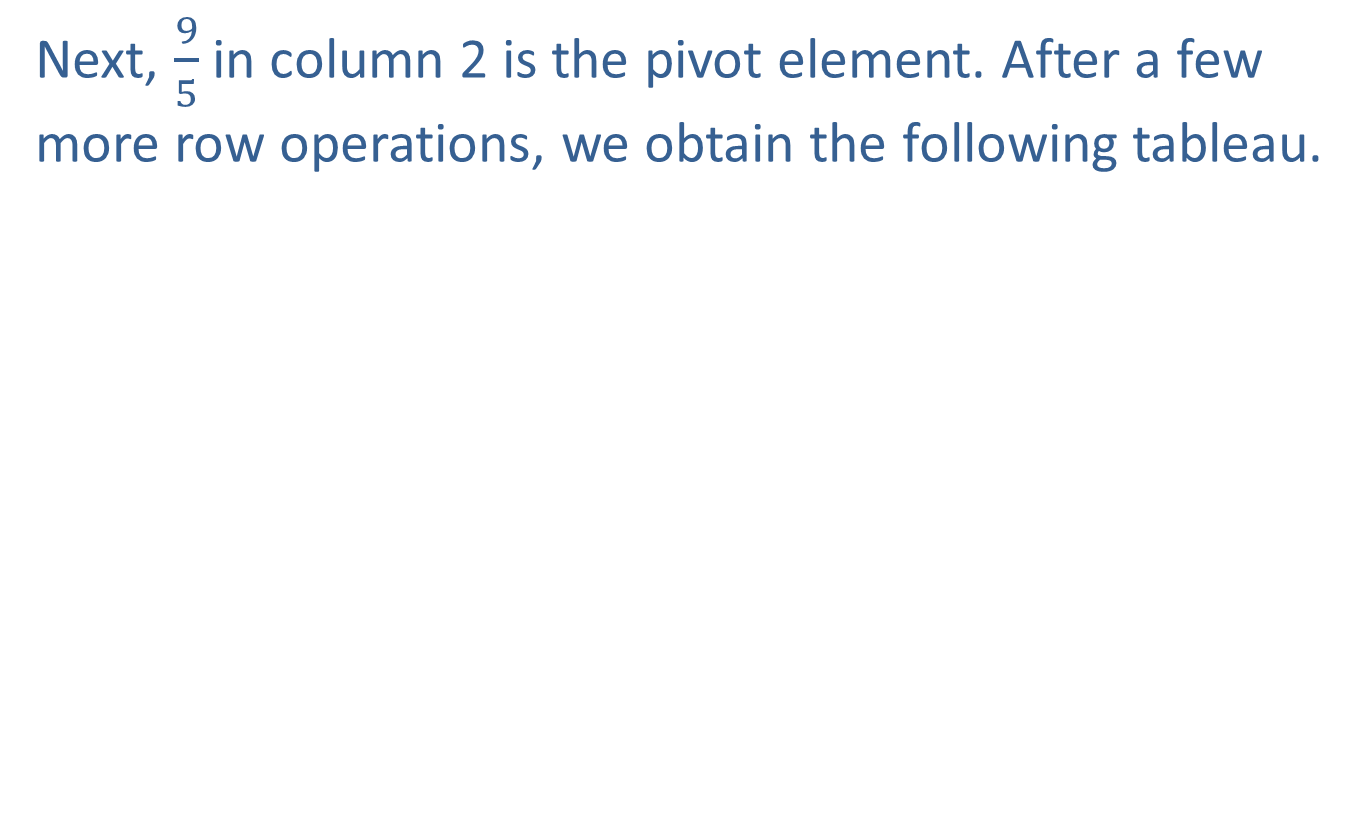 Next, 9/5 in column 2 is the pivot element. After a few
more row operations, we obtain the following tableau.